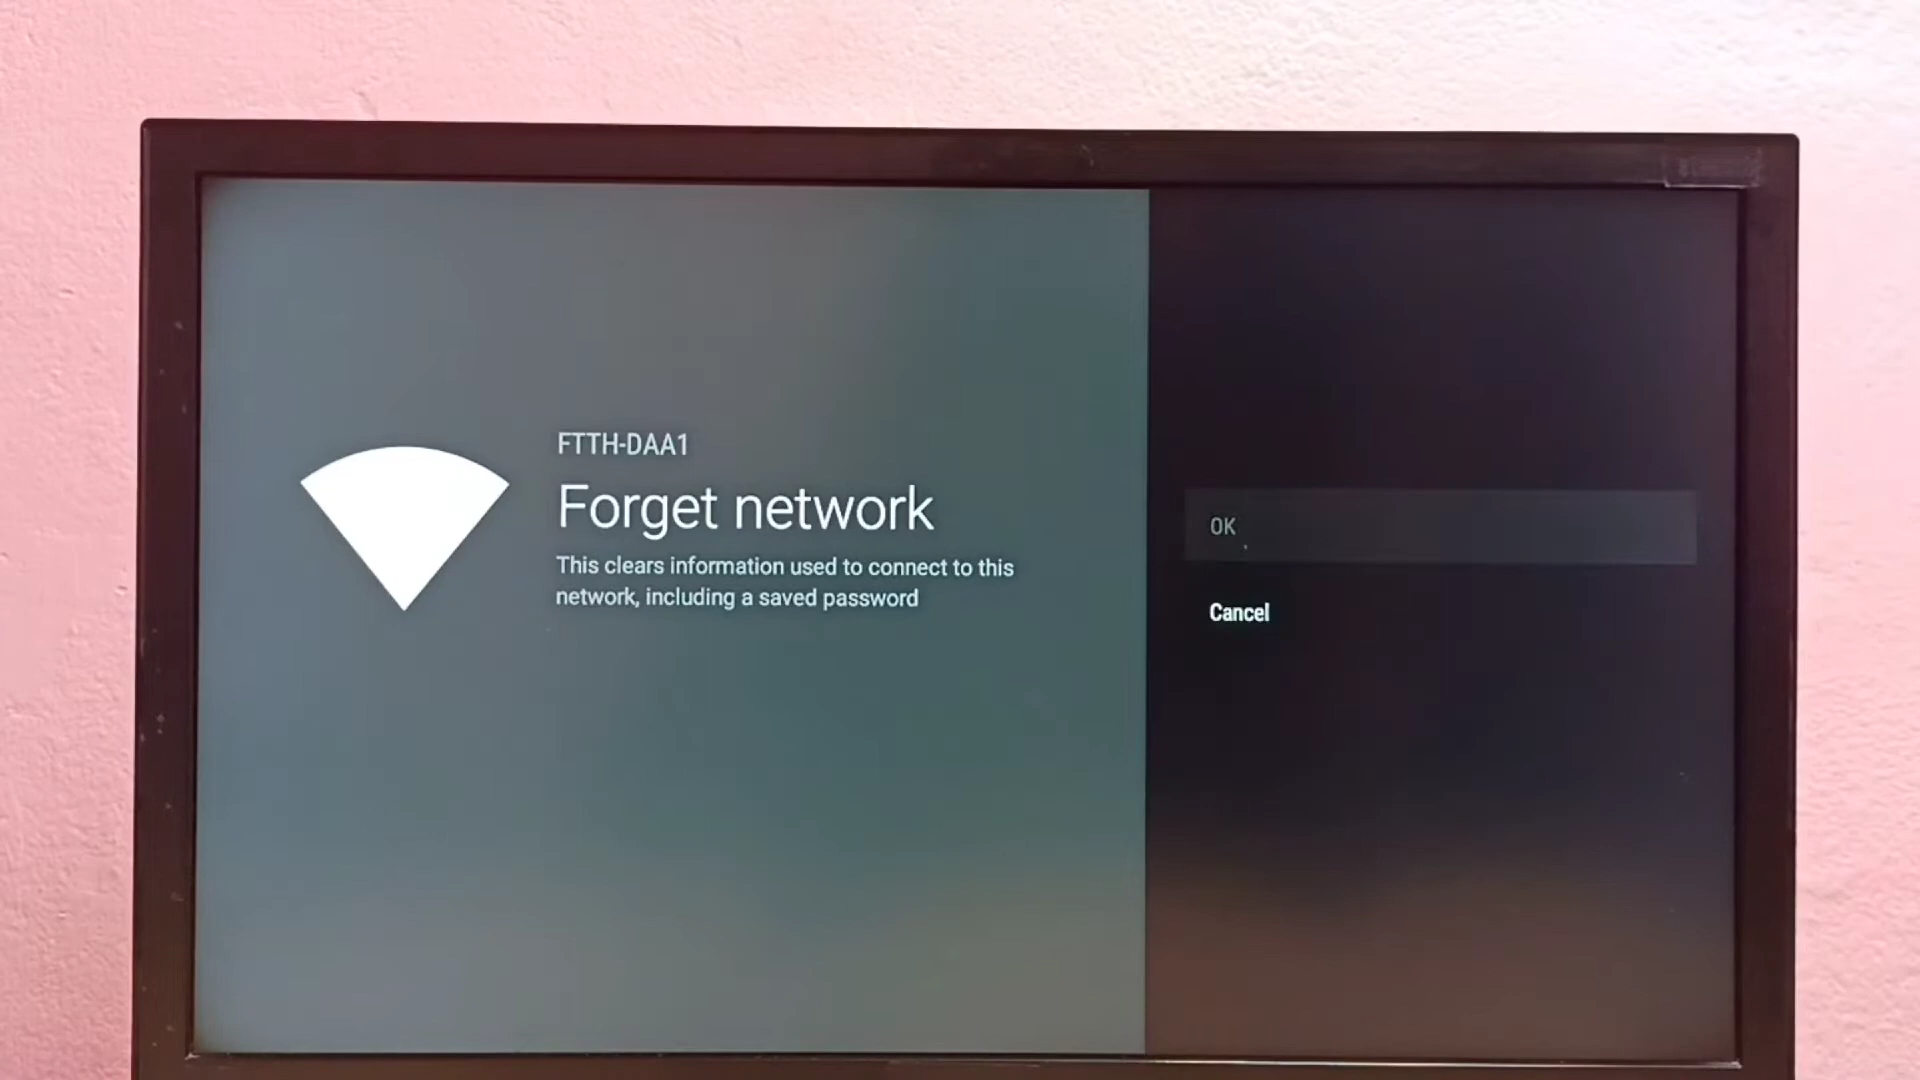 FTTH-DAA1
Forget network
This clears information used to connect to this
network, including a saved password
OK
Cancel